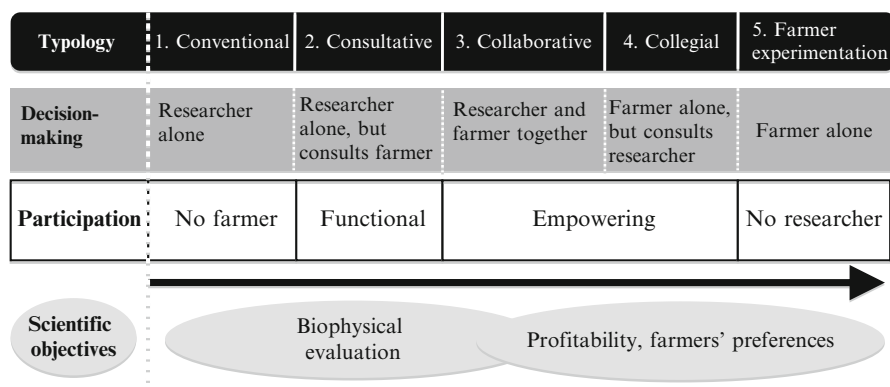 Typology
1. Conventional
2. Consultative
3. Collaborative
4. Collegial
5. Farmer
experimentation
Decision-
making
Researcher
alone
Researcher
alone, but
consults farmer
Researcher and
farmer together
Farmer alone,
but consults
researcher
Farmer alone
Participation
No farmer
Functional
Empowering
No researcher
Scientific
objectives
Biophysical
evaluation
Profitability, farmers’ preferences